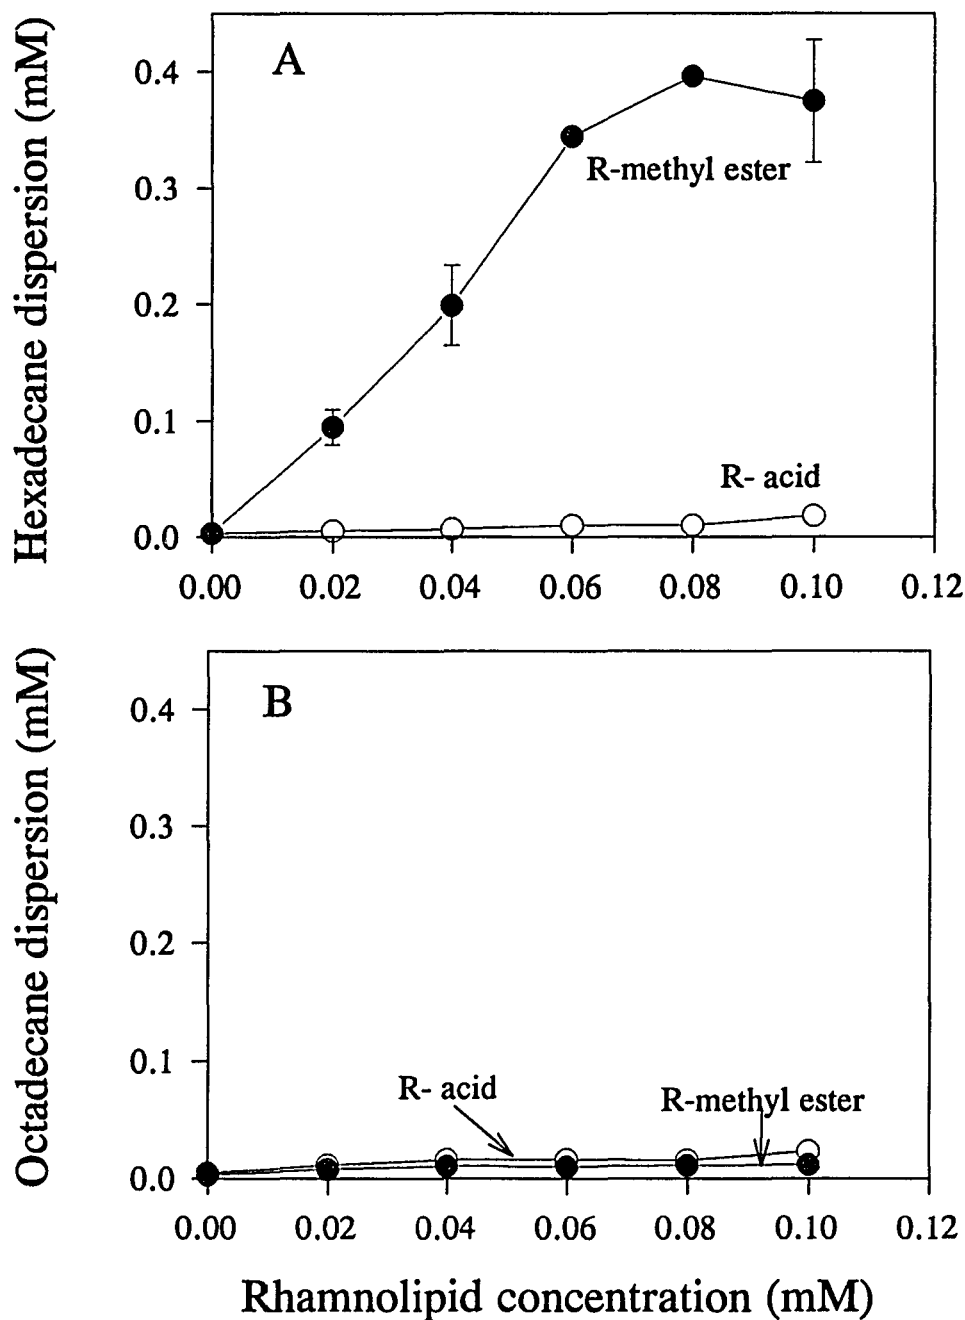 A
Hexadecane dispersion (mM)
0.4
0.3
0.2
0.1
0.0
R-methyl ester
R- acid
0.00 0.02 0.04 0.06 0.08 0.10 0.12
B
Octadecane dispersion (mM)
0.4
0.3
0.2
0.1
0.0
R- acid
R-methyl ester
0.00 0.02 0.04 0.06 0.08 0.10 0.12
Rhamnolipid concentration (mM)